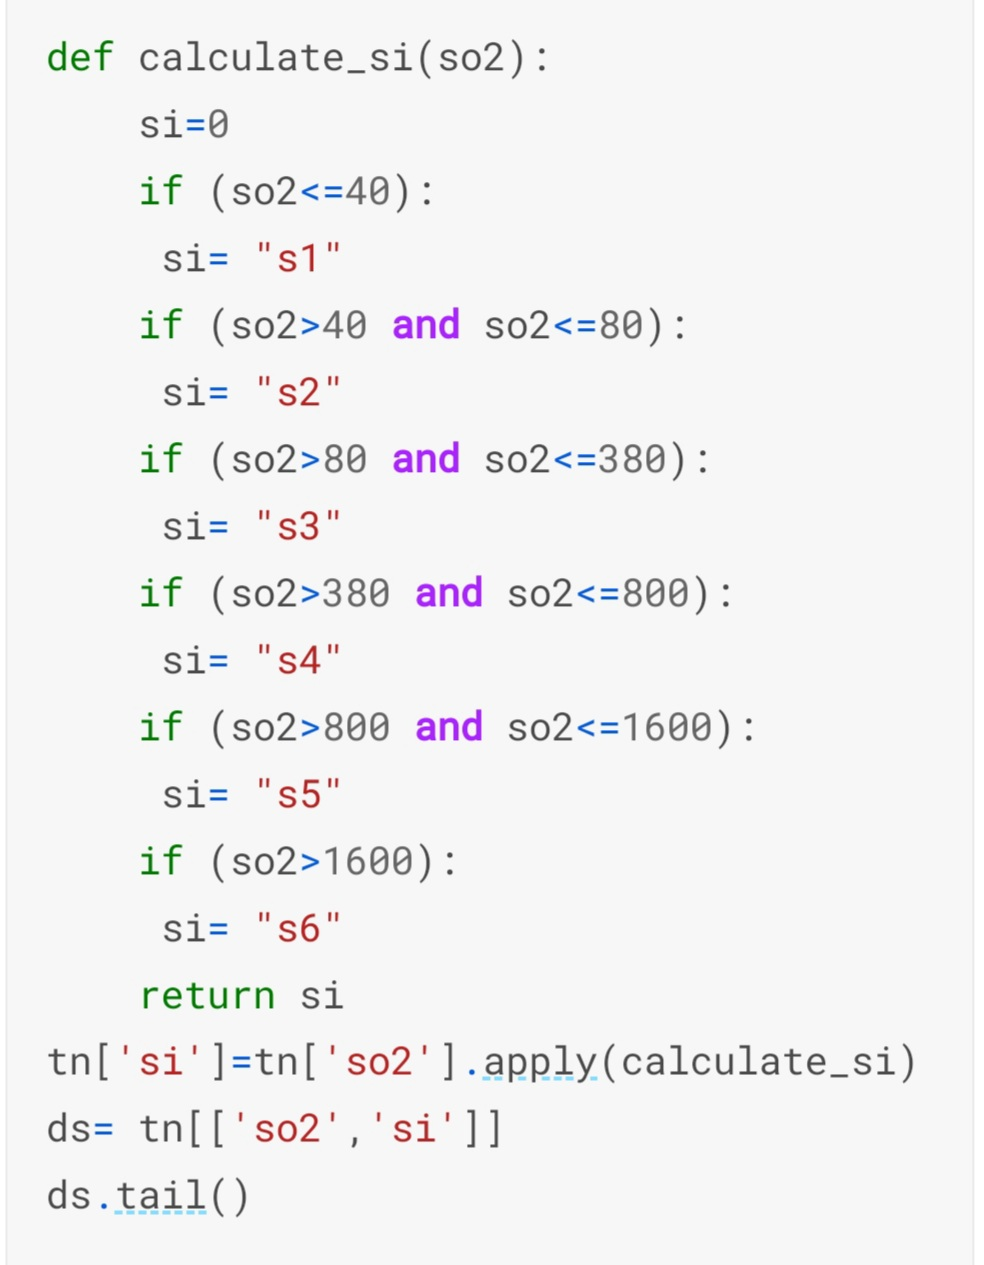 def calculate_si(so2):
    si=0
    if (so2<=40):
     si= "s1"
    if (so2>40 and so2<=80):
     si= "s2"
    if (so2>80 and so2<=380):
     si= "s3"
    if (so2>380 and so2<=800):
     si= "s4"
    if (so2>800 and so2<=1600):
     si= "s5"
    if (so2>1600):
     si= "s6"
    return si
tn['si']=tn['so2'].apply(calculate_si)
ds= tn[['so2','si']]
ds.tail()